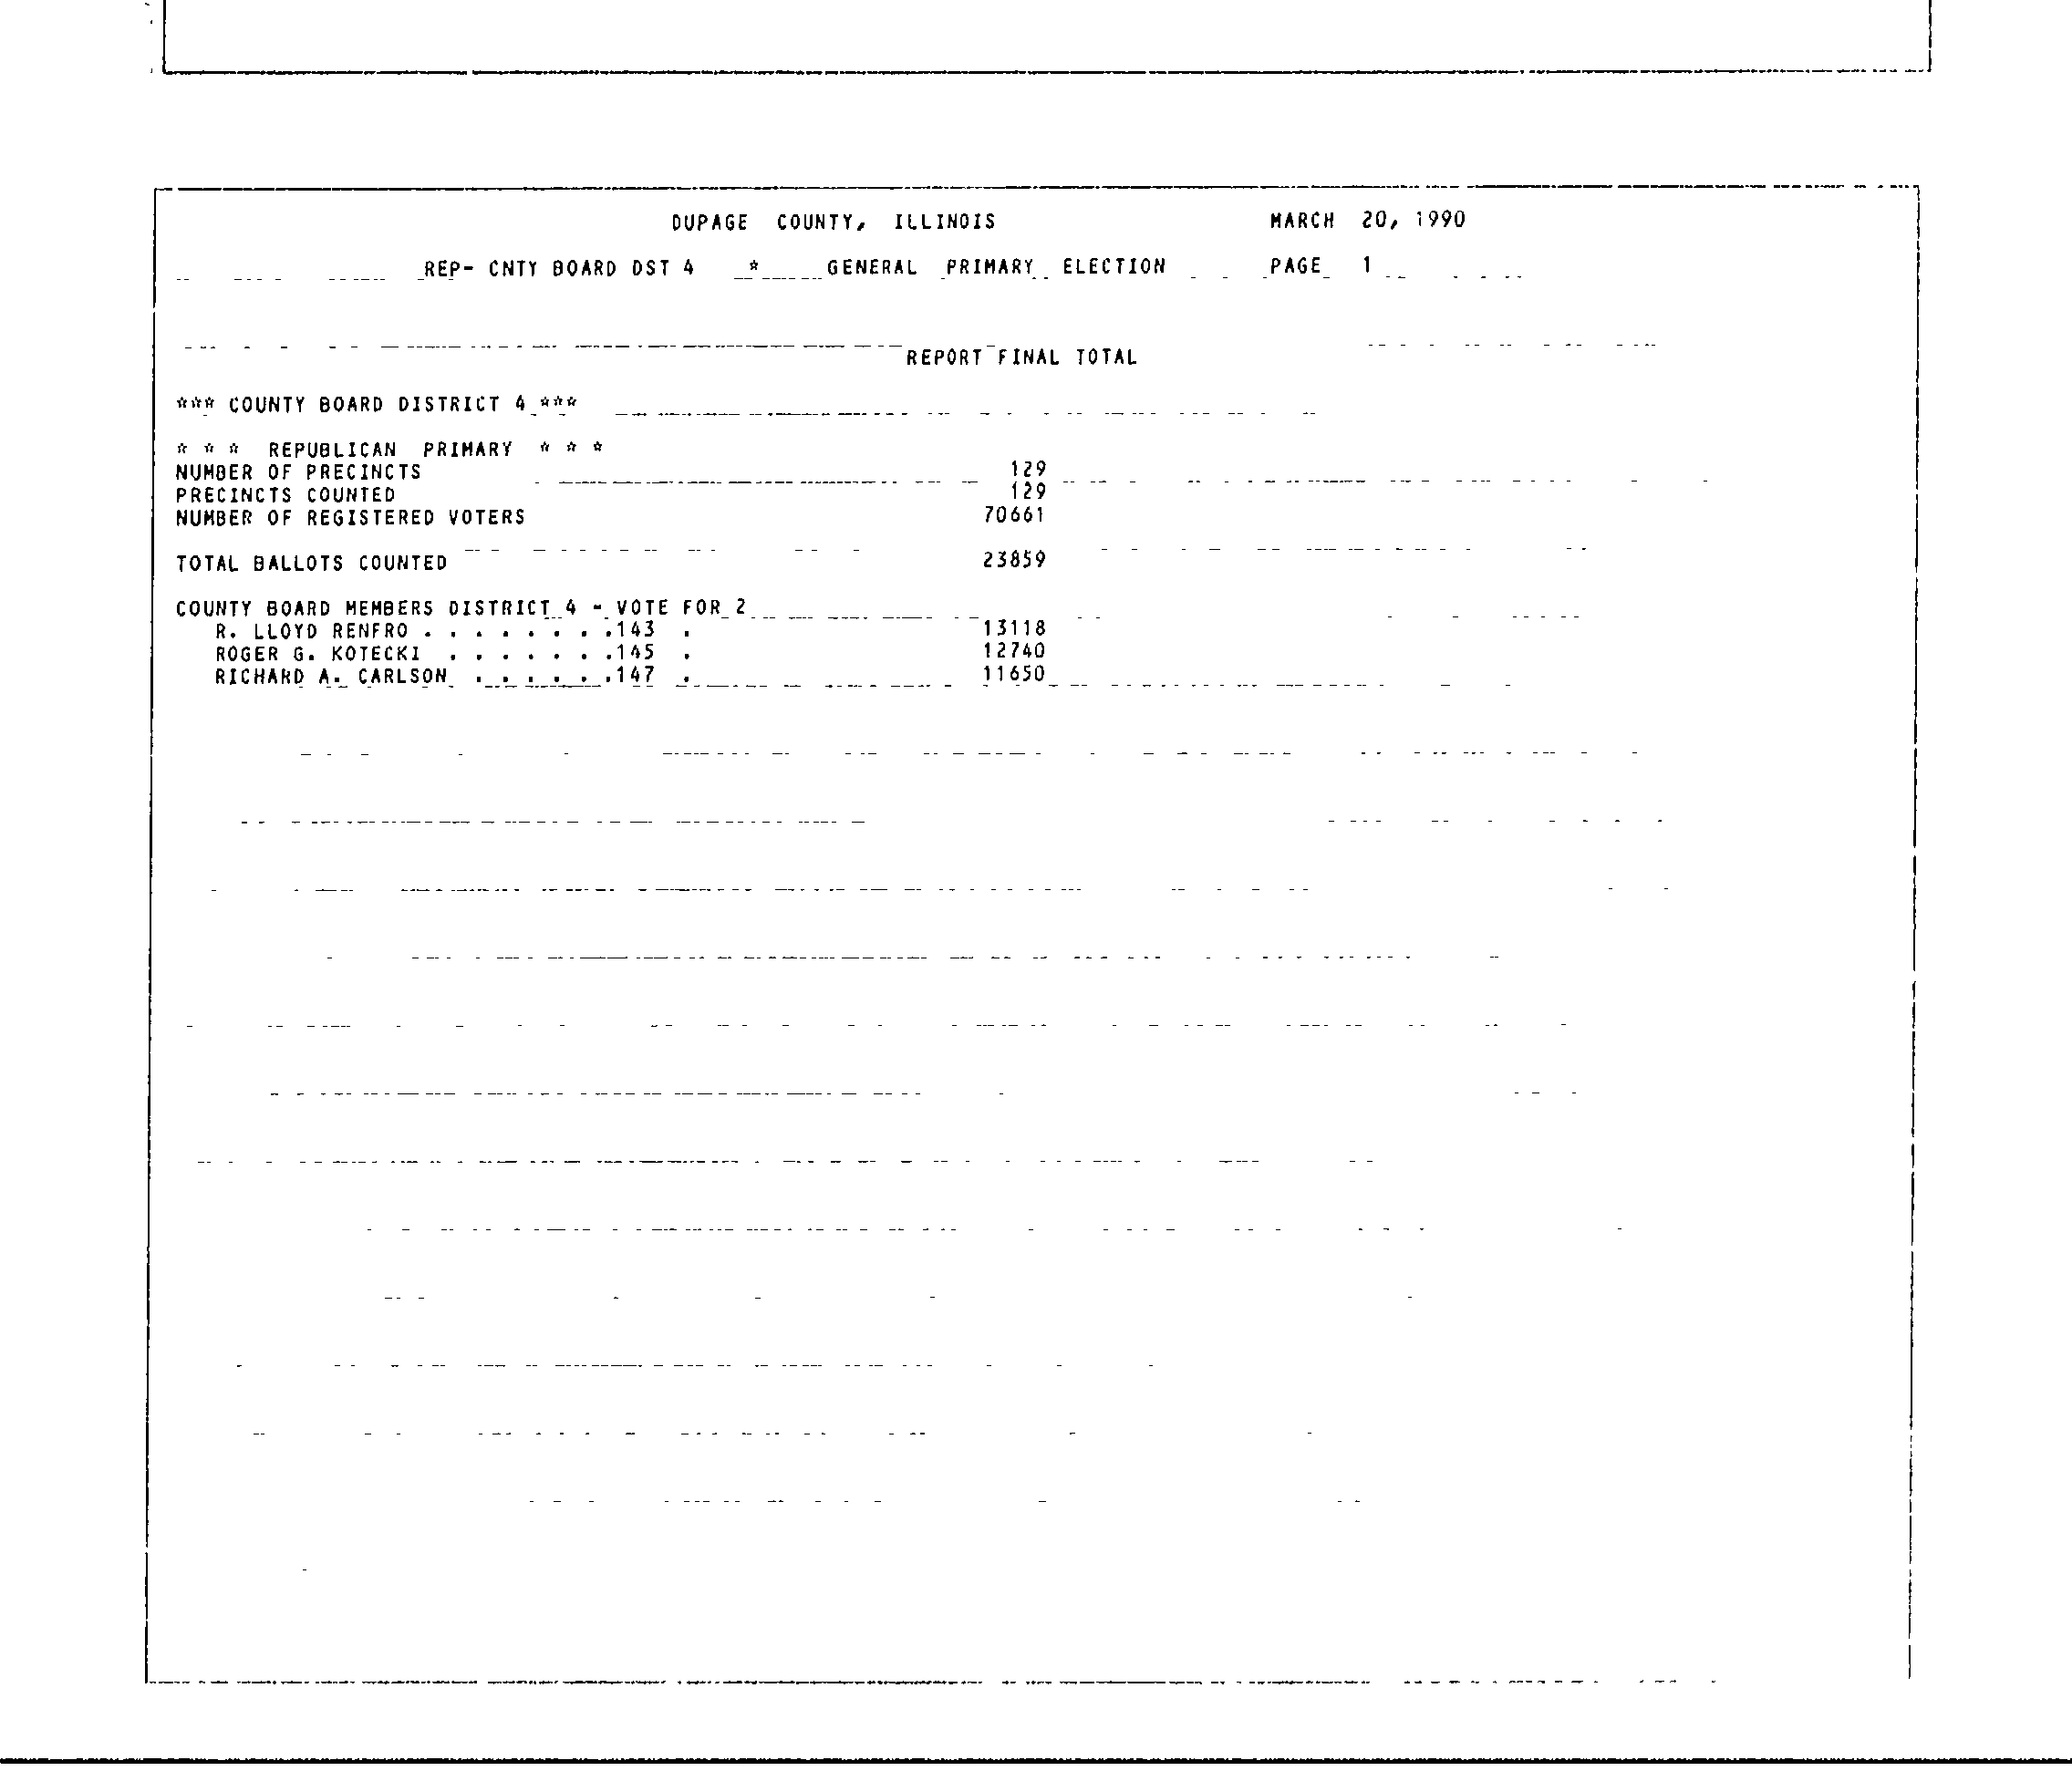 DUPAGE COUNTY, ILLINOIS MARCH 20, 1990
REP- CNTY BOARD DST 4 * GENERAL PRIMARY ELECTION PAGE 1
REPORT FINAL TOTAL
*** COUNTY BOARD DISTRICT 4 ***
* * * REPUBLICAN PRIMARY * * *
NUMBER OF PRECINCTS 129
PRECINCTS COUNTED 129
NUMBER OF REGISTERED VOTERS 70661
TOTAL BALLOTS COUNTED 23859
COUNTY BOARD MEMBERS DISTRICT 4 - VOTE FOR 2
R. LLOYD RENFRO . . . . . . . .143 . 13118
ROGER G. KOTECKI . . . . . . .145 . 12740
RICHARD A. CARLSON . . . . . .147 . 11650